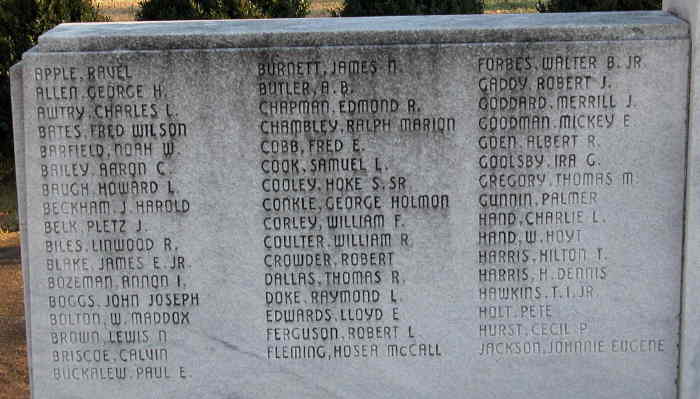 APPLE, RAVEL
ALLEN, GEORGE H.
AWTRY, CHARLES L.
BATES, FRED WILSON
BARFIELD, NOAH W.
BAILEY, AARON C.
BAUGH, HOWARD L.
BECKHAM, J. HAROLD
BELK, PLETZ J.
BILES, LINWOOD R,
BLAKE, JAMES E. JR.
BOZEMAN, ANNON I,
BOGGS, JOHN JOSEPH
BOLTON, W. MADDOX
BROWN, LEWIS N
BRISCOE, CALVIN
BUCKALEW, PAUL E.
BURNETT, JAMES N.
BUTLER, A. B.
CHAPMAN, EDMOND R.
CHAMBLEY, RALPH MARION
COBB, FRED E.
COOK, SAMUEL L.
COOLEY, HOKE S. SR.
CONKLE, GEORGE HOLMON
CORLEY, WILLIAM F.
COULTER, WILLIAM R
CROWDER, ROBERT
DALLAS, THOMAS R.
DOKE, RAYMOND L.
EDWARDS, LLOYD E
FERGUSON, ROBERT L
FLEMING, HOSEA McCALL
FORBES, WALTER B. JR.
GADDY, ROBERT J.
GODDARD, MERRILL J.
GOODMAN, MICKEY E
GOEN, ALBERT R.
GOOLSBY, IRA G.
GREGORY, THOMAS M.
GUNNIN, PALMER
HAND, CHARLIE L.
HAND, W. HOYT
HARRIS, HILTON T.
HARRIS, H. DENNIS
HAWKINS, T. I. JR.
HOLT, PETE
HURST, CECIL P.
JACKSON, JOHNNIE EUGENE